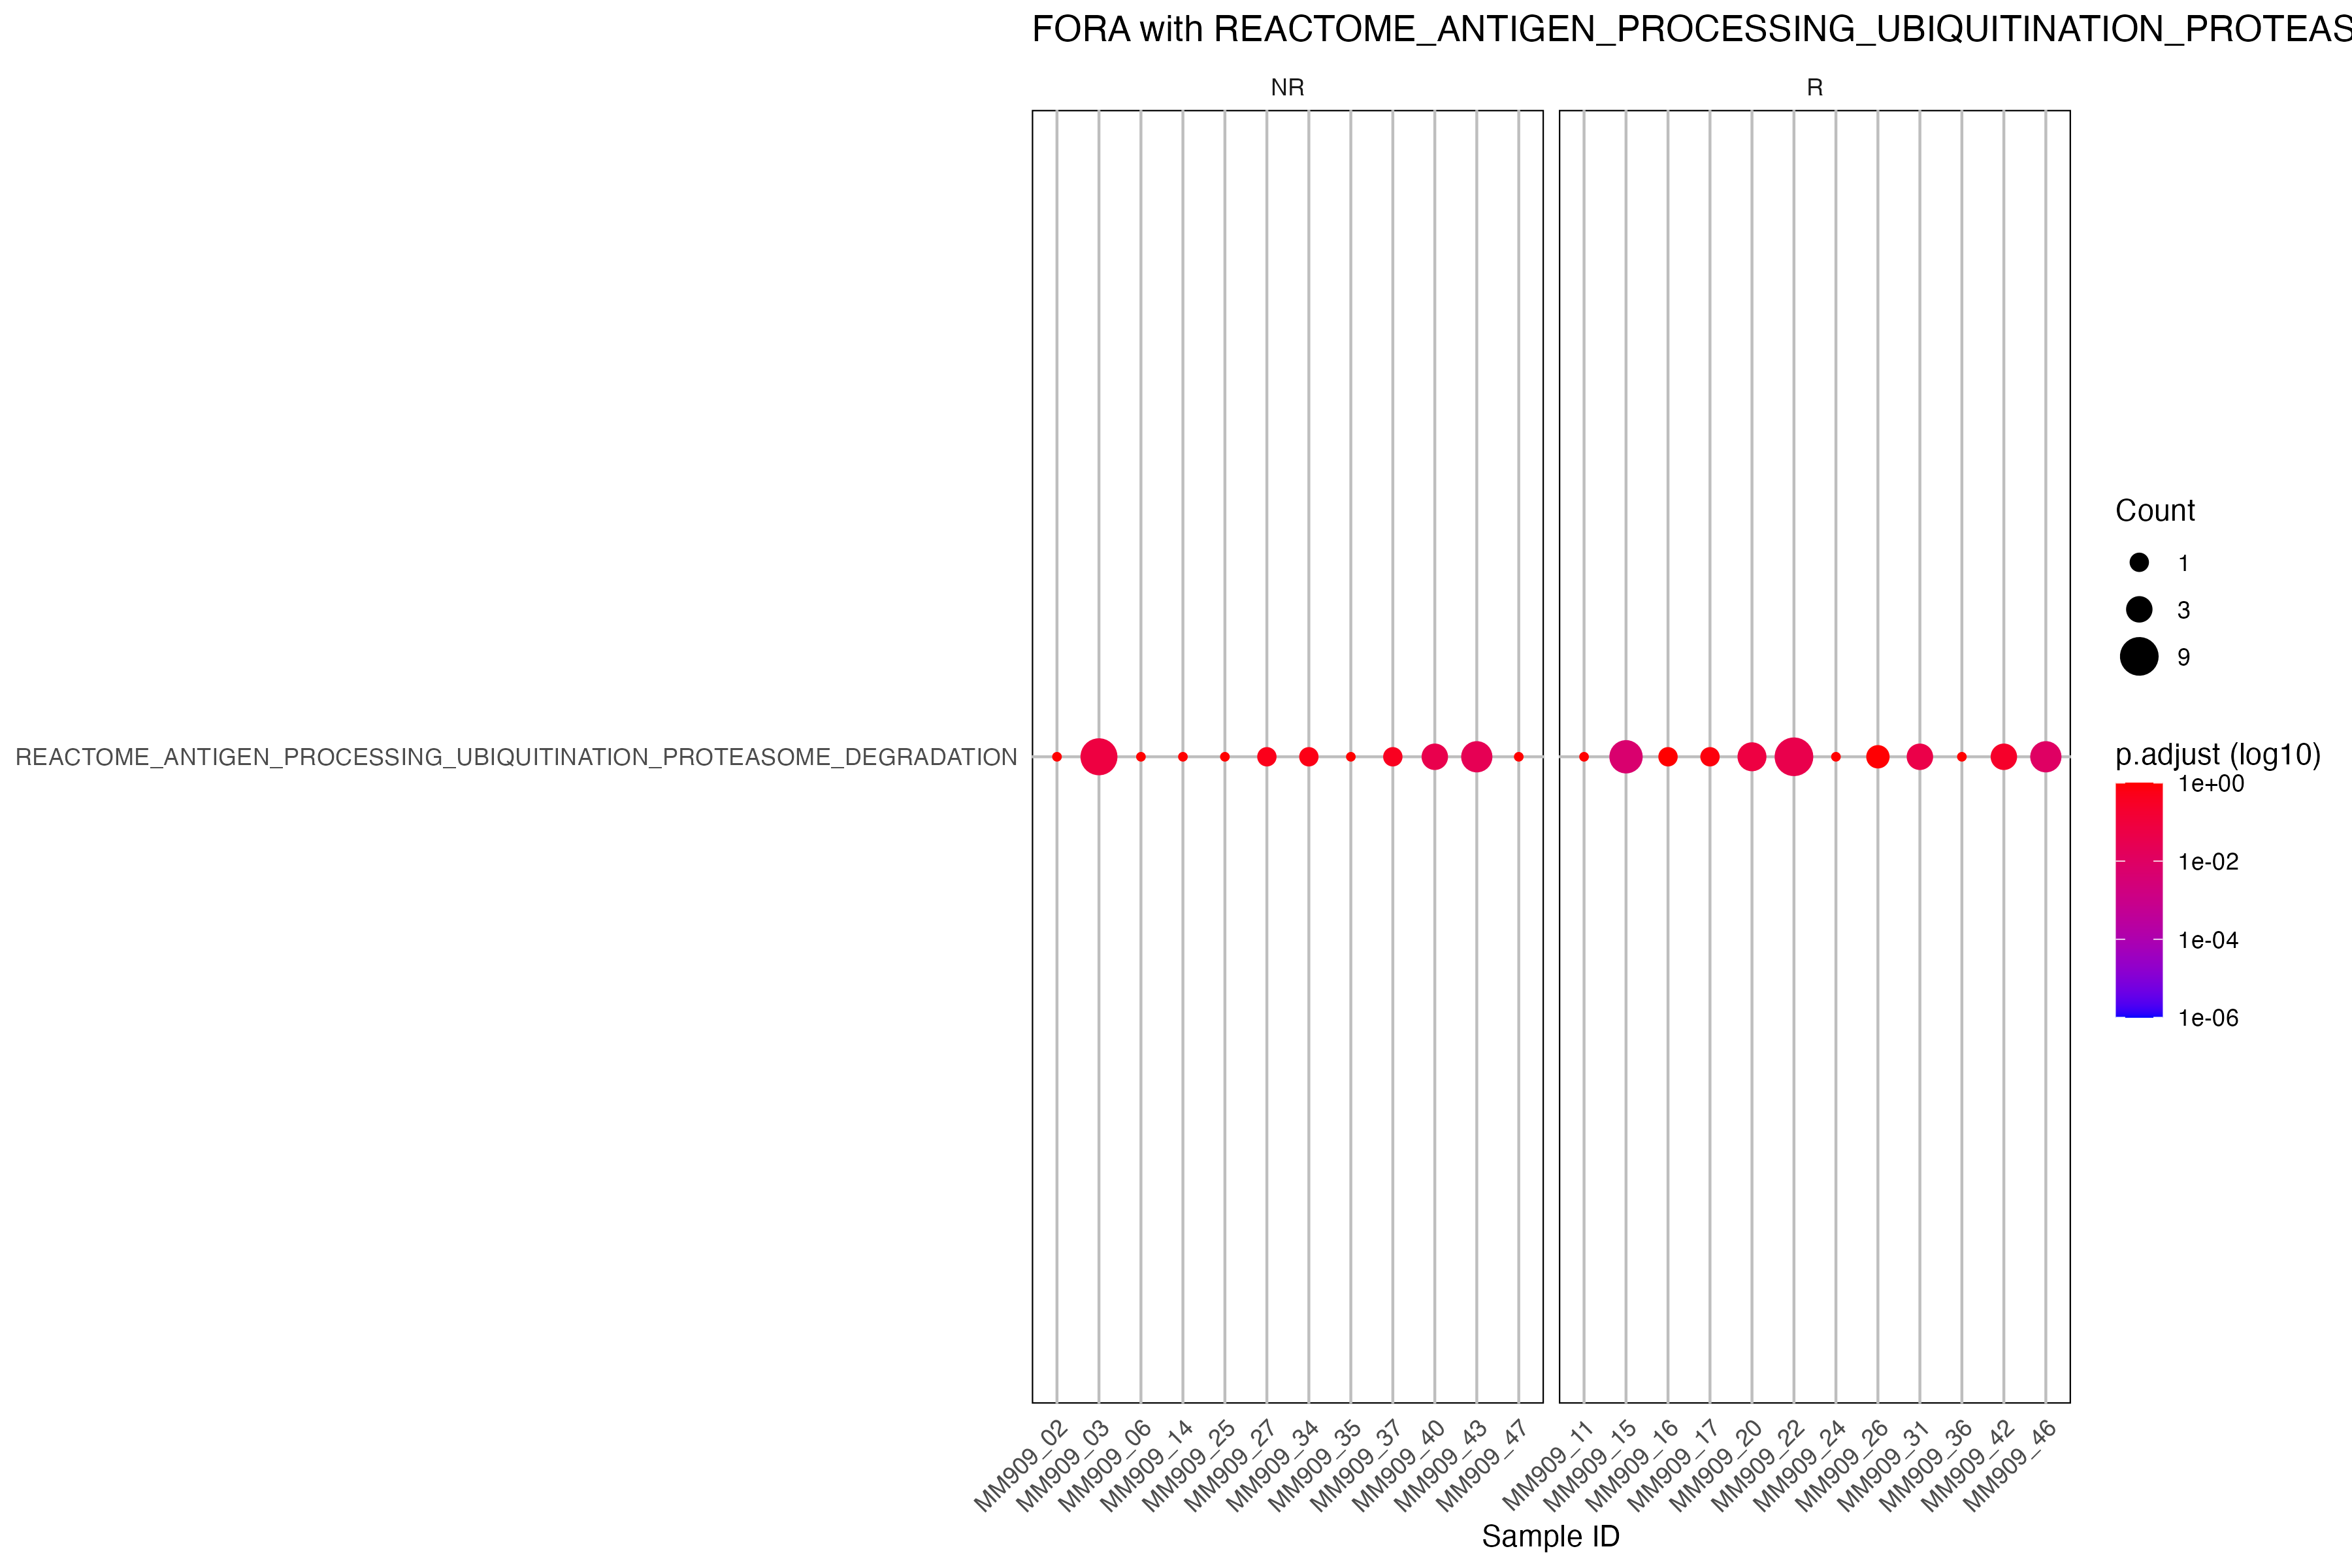 FORA with REACTOME_ANTIGEN_PROCESSING_UBIQUITINATION_PROTEAS
NR
R
REACTOME_ANTIGEN_PROCESSING_UBIQUITINATION_PROTEASOME_DEGRADATION
Count
1
3
9
p.adjust (log10)
1e+00
1e-02
1e-04
1e-06
MM909_02
MM909_03
MM909_06
MM909_14
MM909_25
MM909_27
MM909_34
MM909_35
MM909_37
MM909_40
MM909_43
MM909_47
MM909_11
MM909_15
MM909_16
MM909_17
MM909_20
MM909_22
MM909_24
MM909_26
MM909_31
MM909_36
MM909_42
MM909_46
Sample ID